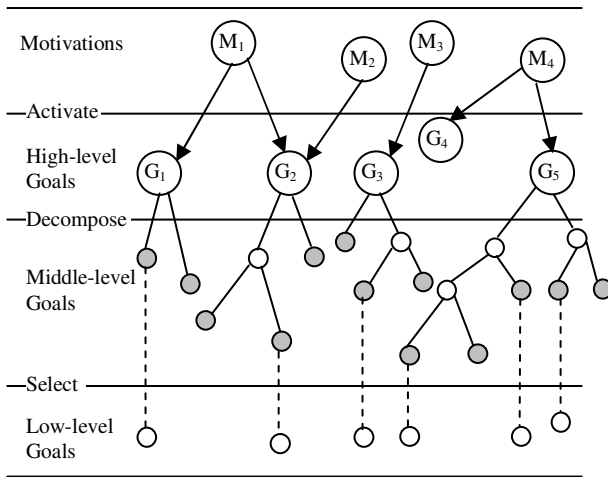 Motivations
M1
M2
M3
M4
Activate
High-level
Goals
G1
G2
G3
G4
G5
Decompose
Middle-level
Goals
Select
Low-level
Goals